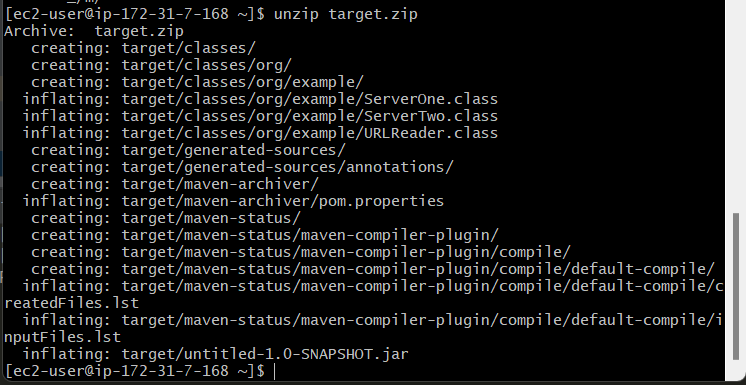 [ec2-user@ip-172-31-7-168 ~]$ unzip target.zip
Archive:  target.zip
   creating: target/classes/
   creating: target/classes/org/
   creating: target/classes/org/example/
  inflating: target/classes/org/example/ServerOne.class
  inflating: target/classes/org/example/ServerTwo.class
  inflating: target/classes/org/example/URLReader.class
   creating: target/generated-sources/
   creating: target/generated-sources/annotations/
   creating: target/maven-archiver/
  inflating: target/maven-archiver/pom.properties
   creating: target/maven-status/
   creating: target/maven-status/maven-compiler-plugin/
   creating: target/maven-status/maven-compiler-plugin/compile/
   creating: target/maven-status/maven-compiler-plugin/compile/default-compile/
  inflating: target/maven-status/maven-compiler-plugin/compile/default-compile/c
reatedFiles.lst
  inflating: target/maven-status/maven-compiler-plugin/compile/default-compile/i
nputFiles.lst
  inflating: target/untitled-1.0-SNAPSHOT.jar
[ec2-user@ip-172-31-7-168 ~]$